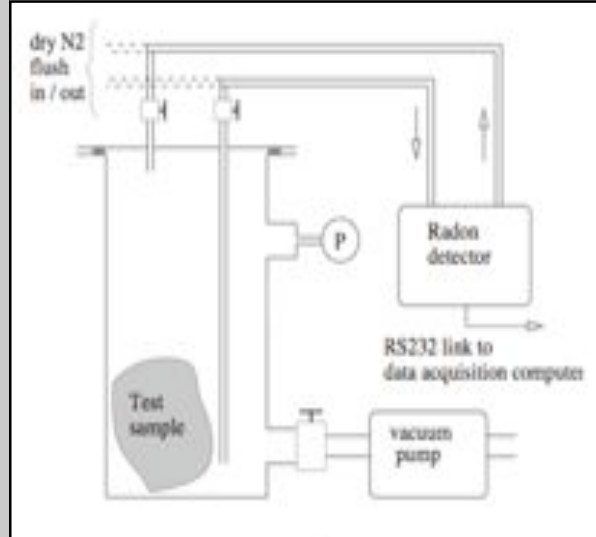 dry N2
flush
in / out
P
Radon
detector
RS232 link to
data acquisition computer
Test
sample
vacuum
pump